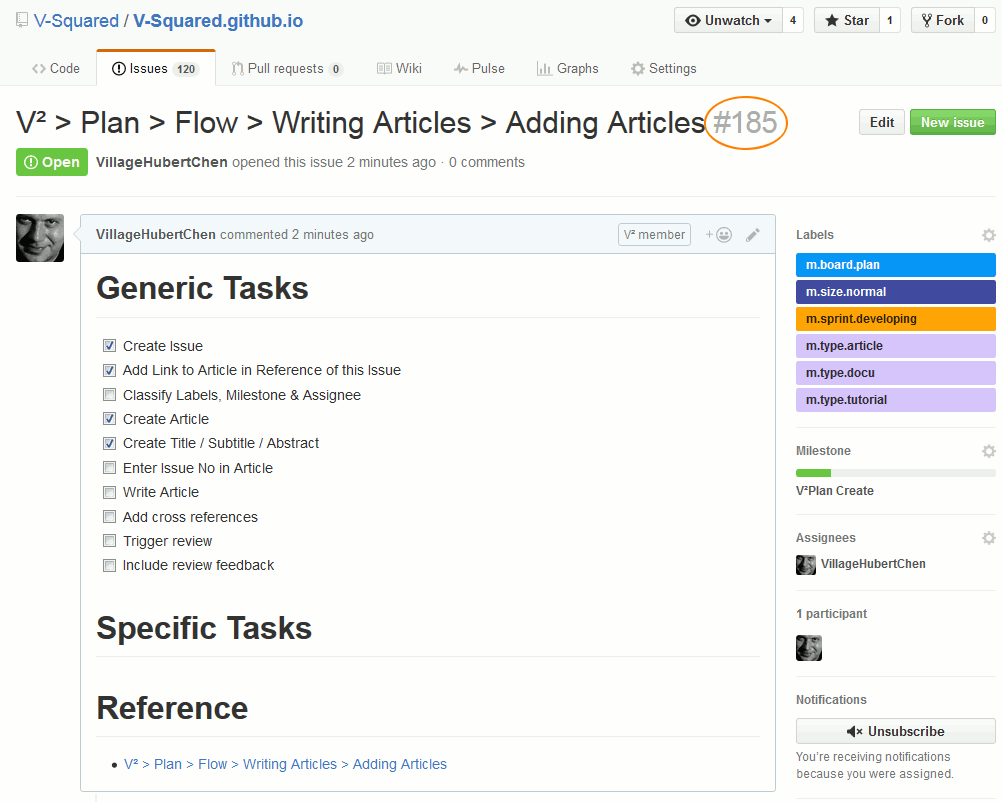 V-Squared / V-Squared.github.io
Unwatch 4 Star 1 Fork 0
Code Issues 120 Pull requests 0 Wiki Pulse Graphs Settings
V² > Plan > Flow > Writing Articles > Adding Articles #185
Edit New issue
Open VillageHubertChen opened this issue 2 minutes ago · 0 comments
VillageHubertChen commented 2 minutes ago V² member +
Generic Tasks
Create Issue
Add Link to Article in Reference of this Issue
Classify Labels, Milestone & Assignee
Create Article
Create Title / Subtitle / Abstract
Enter Issue No in Article
Write Article
Add cross references
Trigger review
Include review feedback
Specific Tasks
Reference
• V² > Plan > Flow > Writing Articles > Adding Articles
Labels
m.board.plan
m.size.normal
m.sprint.developing
m.type.article
m.type.docu
m.type.tutorial
Milestone
V²Plan Create
Assignees
VillageHubertChen
1 participant
Notifications
Unsubscribe
You're receiving notifications
because you were assigned.